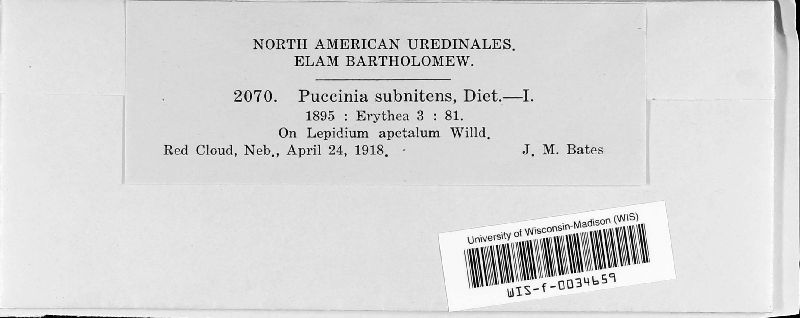 NORTH AMERICAN UREDINALES.
ELAM BARTHOLOMEW.
2070. Puccinia subnitens, Diet.—I.
1895 : Erythea 3 : 81.
On Lepidium apetalum Willd.
Red Cloud, Neb., April 24, 1918. J. M. Bates
University of Wisconsin-Madison (WIS)
WIS-f-0034659